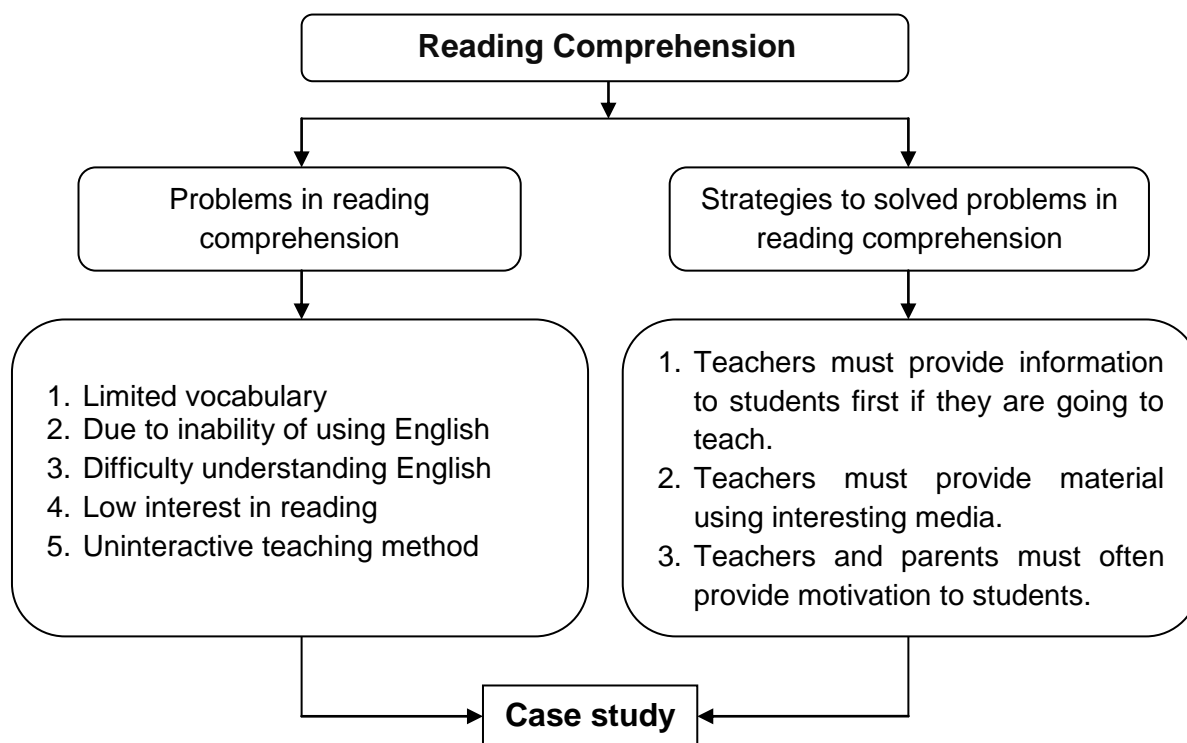 Reading Comprehension
Problems in reading
comprehension
Strategies to solved problems in
reading comprehension
1. Limited vocabulary
2. Due to inability of using English
3. Difficulty understanding English
4. Low interest in reading
5. Uninteractive teaching method
1. Teachers must provide information
to students first if they are going to
teach.
2. Teachers must provide material
using interesting media.
3. Teachers and parents must often
provide motivation to students.
Case study